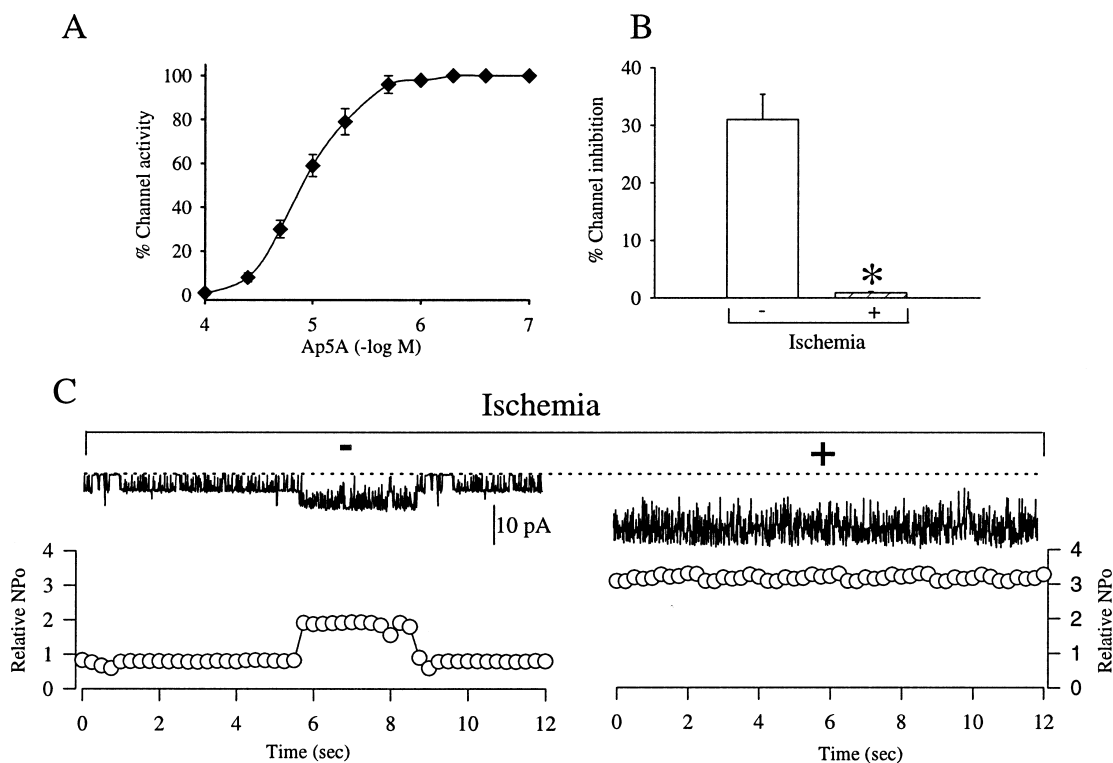 A
% Channel activity
100
80
60
40
20
0
4 5 6 7
Ap5A (-log M)
B
% Channel inhibition
40
30
20
10
0
*
- +
Ischemia
C
Ischemia
- +
10 pA
Relative NPo
4
3
2
1
0
0 2 4 6 8 10 12
Time (sec)
4
3
2
1
0
Relative NPo
0 2 4 6 8 10 12
Time (sec)